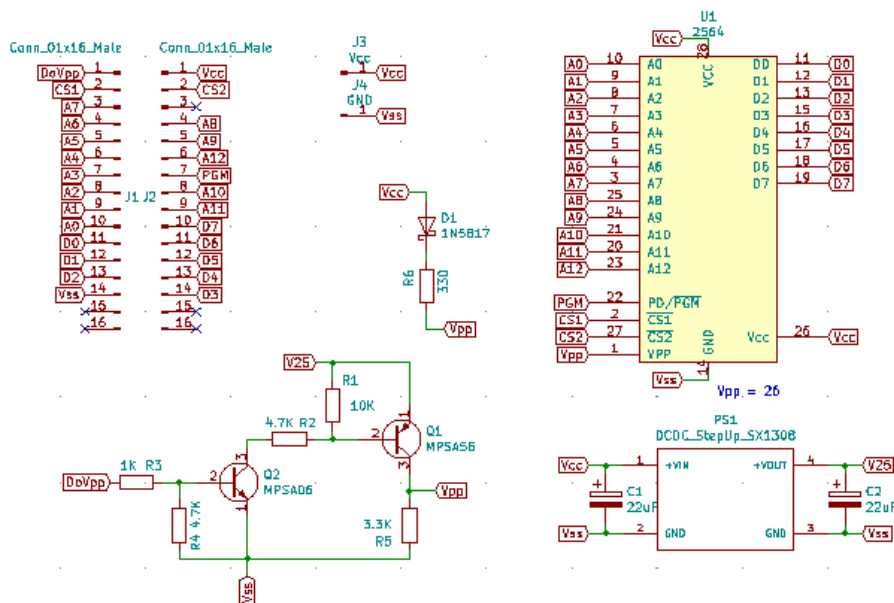 Conn_01x16_Male Conn_01x16_Male
DoVpp 1 1 Vcc
CS1 2 2 CS2
A7 3 3
A6 4 4 A8
A5 5 5 A9
A4 6 6 A12
A3 7 7 PGM
A2 8 8 A10
A1 9 9 A11
J1 J2
A0 10 10 D7
D0 11 11 D6
D1 12 12 D5
D2 13 13 D4
Vss 14 14 D3
15 15
16 16
J3
Vcc
1 Vcc
J4
GND
1 Vss
Vcc
D1
1N5817
R6
330
Vpp
U1
2564
Vcc 28
VCC
A0 10 A0 D0 11 D0
A1 9 A1 D1 12 D1
A2 8 A2 D2 13 D2
A3 7 A3 D3 15 D3
A4 6 A4 D4 16 D4
A5 5 A5 D5 17 D5
A6 4 A6 D6 18 D6
A7 3 A7 D7 19 D7
A8 25 A8
A9 24 A9
A10 21 A10
A11 20 A11
A12 23 A12
PGM 22 PD/PGM
CS1 2 CS1
CS2 27 CS2 Vcc 26 Vcc
Vpp 1 VPP
GND
Vss 14
Vpp = 26
V25
R1
10K
4.7K R2
2
1
Q1
MPSA56
3
Vpp
3
Q2
MPSA06
DoVpp 1K R3 2
1
R4 4.7K
3.3K
R5
Vss
PS1
DCDC_StepUp_SX1308
Vcc 1 +VIN +VOUT 4 V25
+ C1
22uF
+ C2
22uF
Vss 2 GND GND 3 Vss